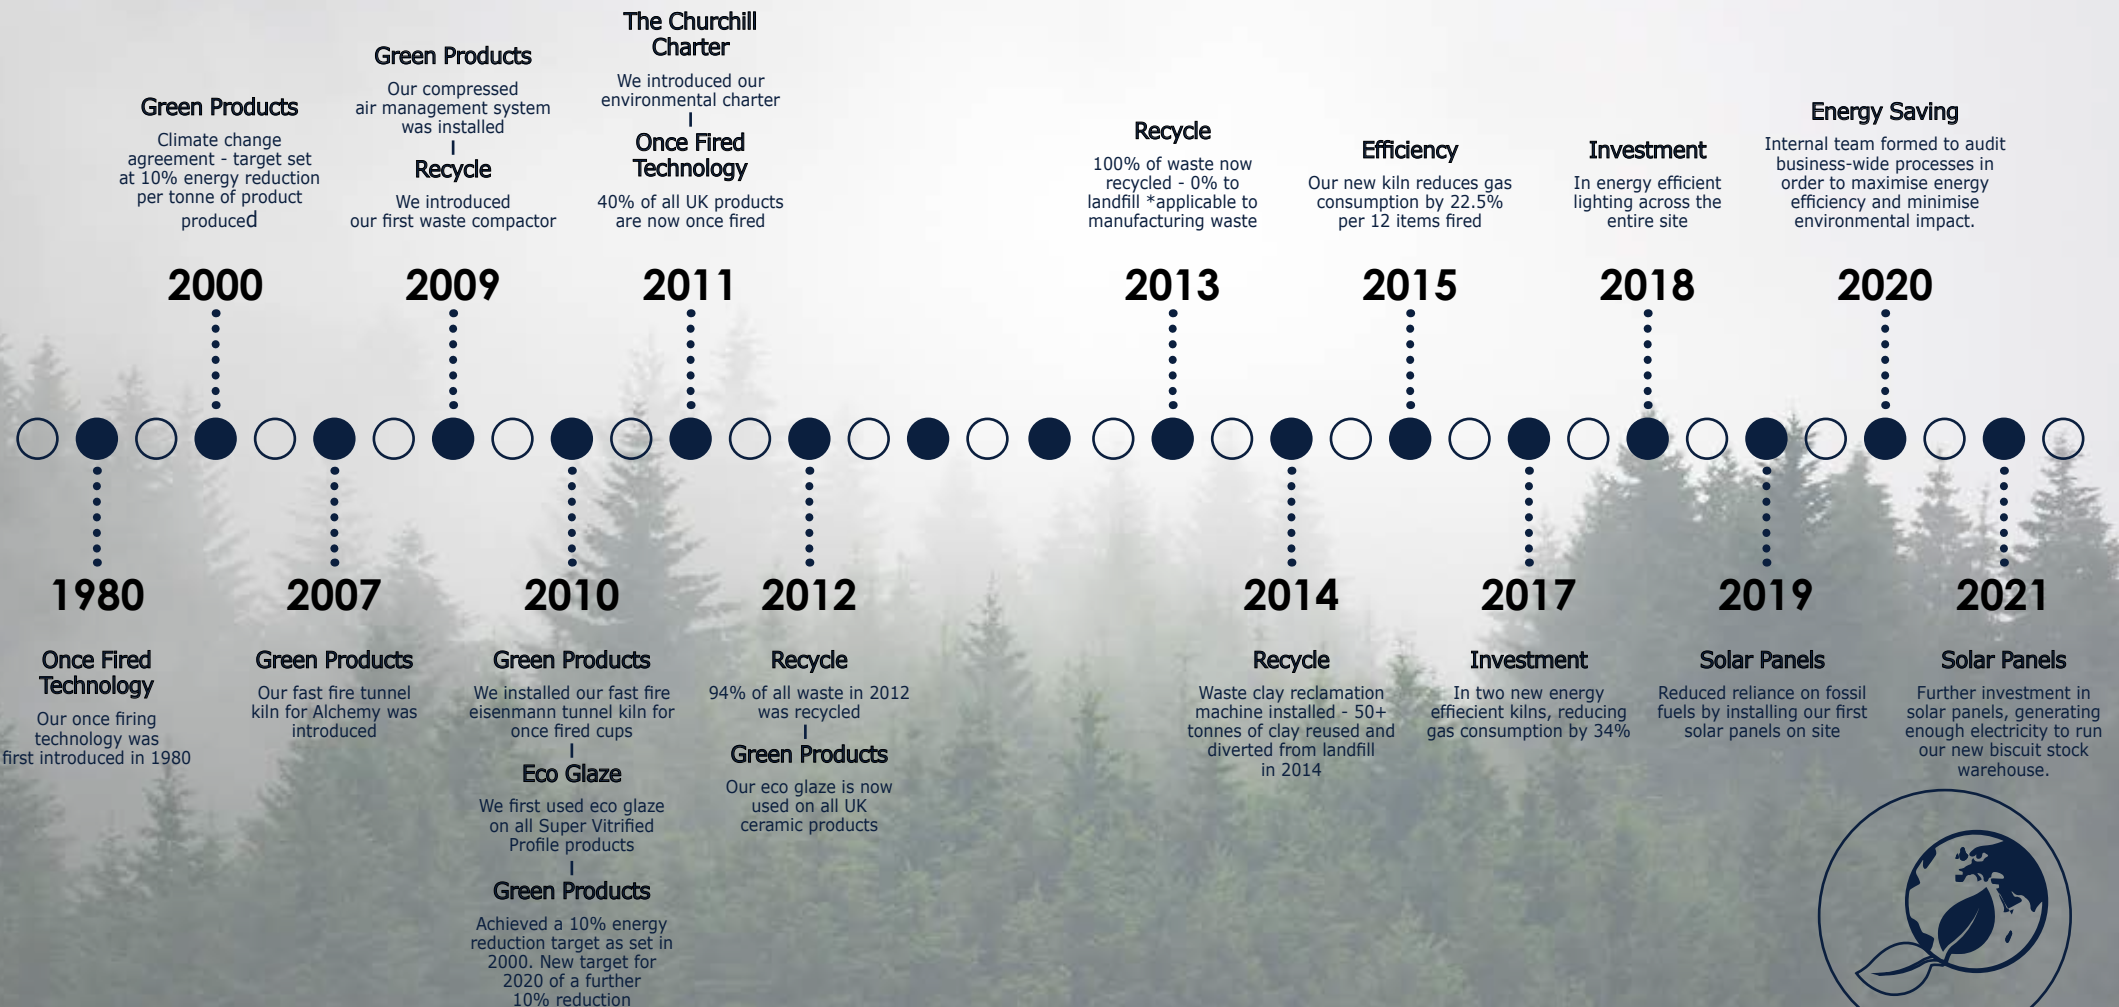 Green Products
Climate change
agreement - target set
at 10% energy reduction
per tonne of product
produced
2000
Green Products
Our compressed
air management system
was installed
Recycle
We introduced
our first waste compactor
2009
The Churchill
Charter
We introduced our
environmental charter
Once Fired
Technology
40% of all UK products
are now once fired
2011
Recycle
100% of waste now
recycled - 0% to
landfill *applicable to
manufacturing waste
2013
Efficiency
Our new kiln reduces gas
consumption by 22.5%
per 12 items fired
2015
Investment
In energy efficient
lighting across the
entire site
2018
Energy Saving
Internal team formed to audit
business-wide processes in
order to maximise energy
efficiency and minimise
environmental impact.
2020
1980
Once Fired
Technology
Our once firing
technology was
first introduced in 1980
2007
Green Products
Our fast fire tunnel
kiln for Alchemy was
introduced
2010
Green Products
We installed our fast fire
eisenmann tunnel kiln for
once fired cups
Eco Glaze
We first used eco glaze
on all Super Vitrified
Profile products
Green Products
Achieved a 10% energy
reduction target as set in
2000. New target for
2020 of a further
10% reduction
2012
Recycle
94% of all waste in 2012
was recycled
Green Products
Our eco glaze is now
used on all UK
ceramic products
2014
Recycle
Waste clay reclamation
machine installed - 50+
tonnes of clay reused and
diverted from landfill
in 2014
2017
Investment
In two new energy
effiecient kilns, reducing
gas consumption by 34%
2019
Solar Panels
Reduced reliance on fossil
fuels by installing our first
solar panels on site
2021
Solar Panels
Further investment in
solar panels, generating
enough electricity to run
our new biscuit stock
warehouse.